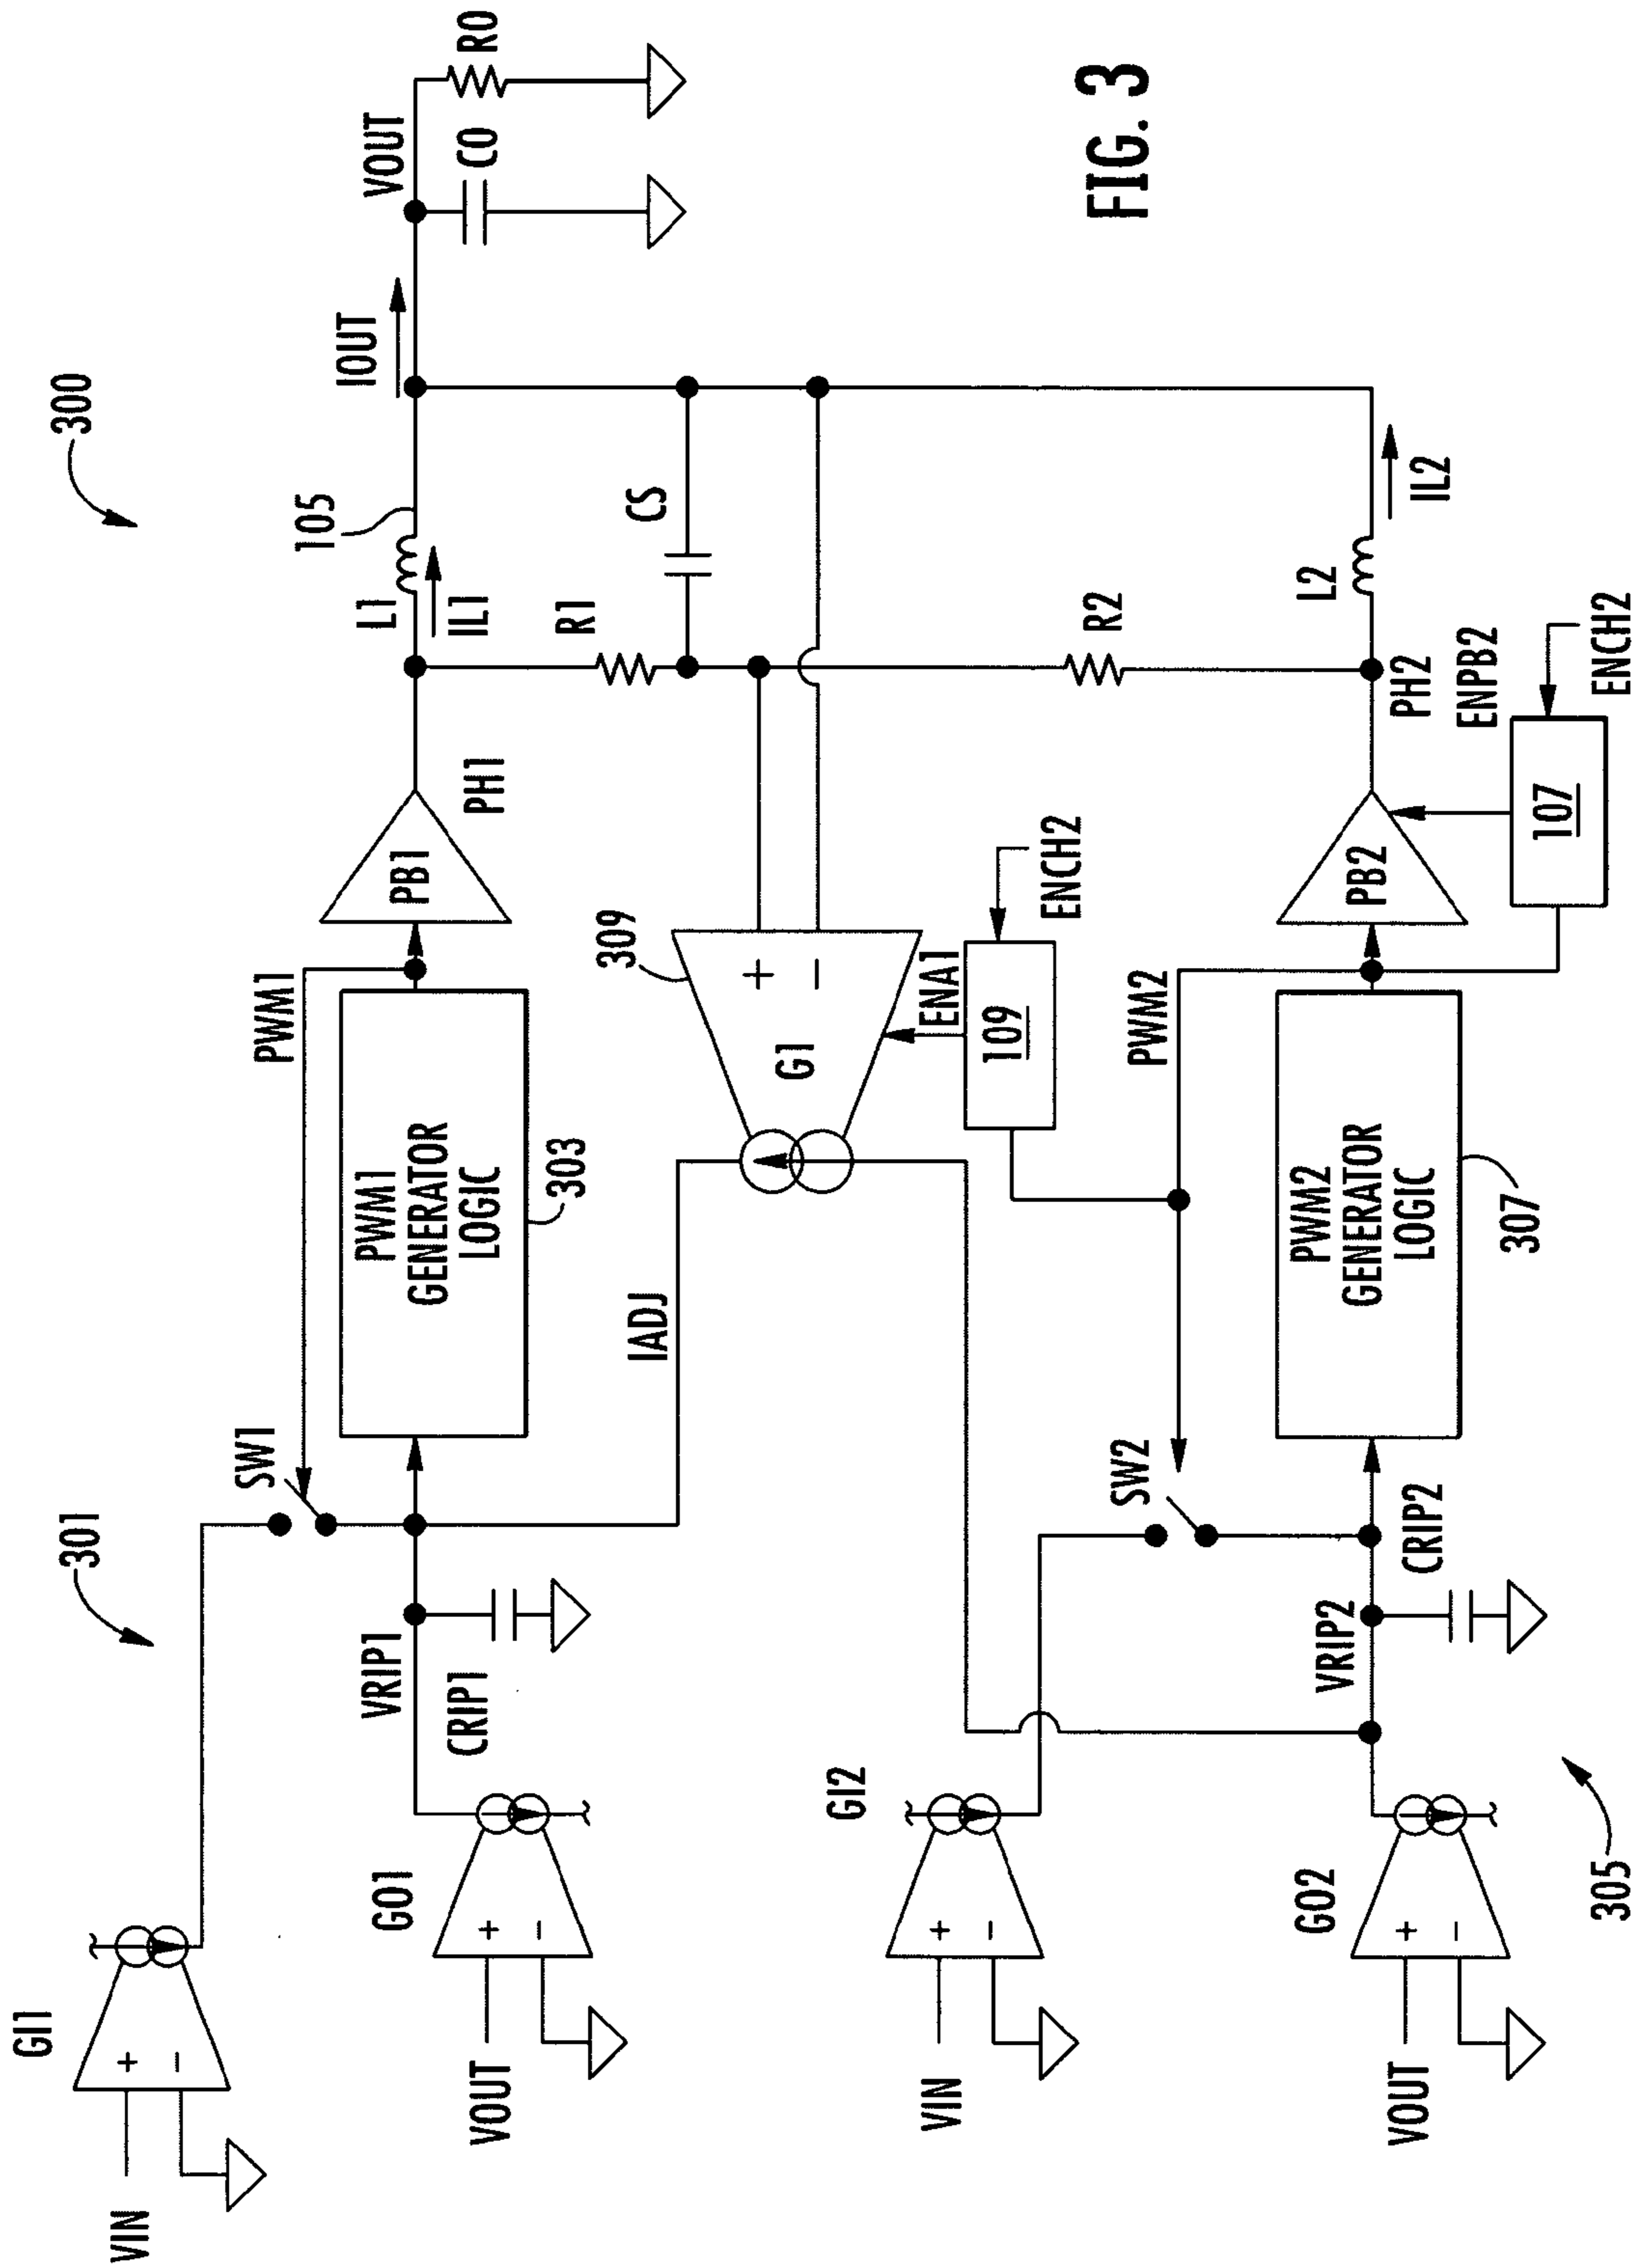 300
301
GI1
VIN
+
–
SW1
PWM1
PWM1
GENERATOR
LOGIC
303
PB1
PH1
L1
IL1
105
IOUT
VOUT
C0
R0
VRIP1
CRIP1
GO1
VOUT
+
–
IADJ
309
G1
+
–
R1
CS
R2
ENA1
109
ENCH2
GI2
VIN
+
–
SW2
PWM2
PWM2
GENERATOR
LOGIC
307
PB2
PH2
L2
IL2
ENPB2
107
ENCH2
VRIP2
CRIP2
GO2
VOUT
+
–
305
FIG. 3